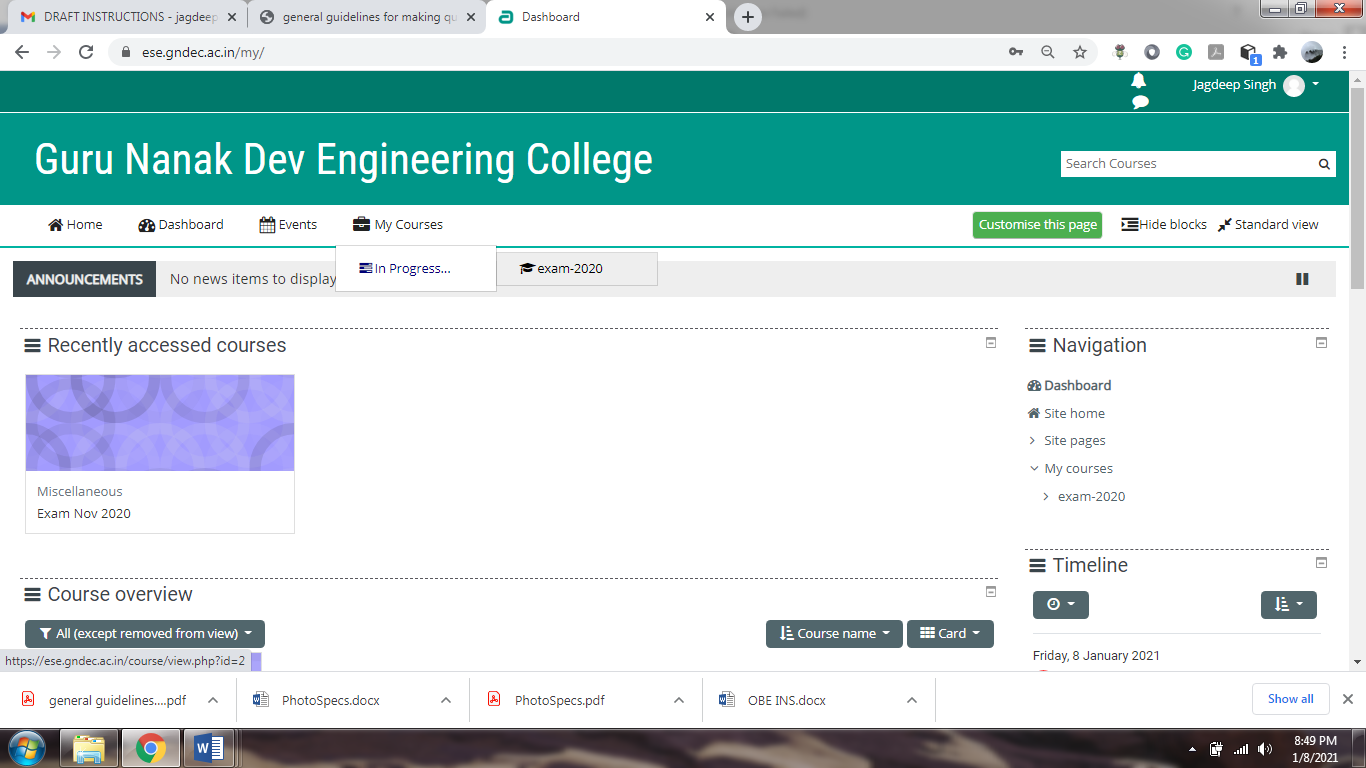 DRAFT INSTRUCTIONS - jagdeep
general guidelines for making qu
Dashboard
ese.gndec.ac.in/my/
1
Jagdeep Singh
Guru Nanak Dev Engineering College
Search Courses
Home Dashboard Events My Courses Customise this page Hide blocks Standard view
In Progress... exam-2020
ANNOUNCEMENTS No news items to display
Recently accessed courses
Miscellaneous
Exam Nov 2020
Course overview
All (except removed from view) Course name Card
Navigation
Dashboard
Site home
Site pages
My courses
exam-2020
Timeline
Friday, 8 January 2021
https://ese.gndec.ac.in/course/view.php?id=2
general guidelines....pdf PhotoSpecs.docx PhotoSpecs.pdf OBE INS.docx Show all
8:49 PM
1/8/2021